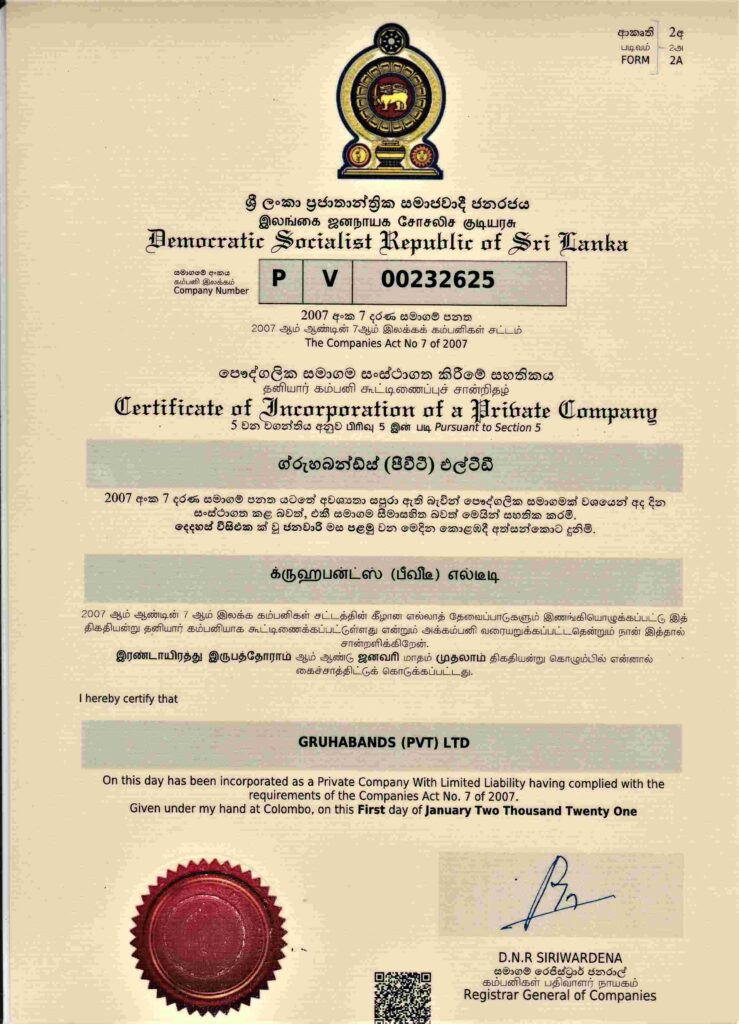 ආකෘති 2අ
படிவம் 2அ
FORM 2A
ශ්‍රී ලංකා ප්‍රජාතාන්ත්‍රික සමාජවාදී ජනරජය
இலங்கை ஜனநாயக சோசலிச குடியரசு
Democratic Socialist Republic of Sri Lanka
සමාගමේ අංකය
கம்பனி இலக்கம்
Company Number
P V 00232625
2007 අංක 7 දරණ සමාගම් පනත
2007 ஆம் ஆண்டின் 7ஆம் இலக்கக் கம்பனிகள் சட்டம்
The Companies Act No 7 of 2007
පෞද්ගලික සමාගම සංස්ථාගත කිරීමේ සහතිකය
தனியார் கம்பனி கூட்டிணைப்புச் சான்றிதழ்
Certificate of Incorporation of a Private Company
5 වන වගන්තිය අනුව பிரிவு 5 இன் படி Pursuant to Section 5
ග්රුහබන්ඩ්ස් (පීවීටී) එල්ටීඩී
2007 අංක 7 දරණ සමාගම් පනත යටතේ අවශ්‍යතා සපුරා ඇති බැවින් පෞද්ගලික සමාගමක් වශයෙන් අද දින
සංස්ථාගත කළ බවත්, එකී සමාගම සීමාසහිත බවත් මෙයින් සහතික කරමි.
දෙදහස් විසිඑක ක් වු ජනවාරි මස පළමු වන මෙදින කොළඹදී අත්සන්කොට දුනිමි.
க்ருஹபன்ட்ஸ் (பீவீடீ) எல்டீடி
2007 ஆம் ஆண்டின் 7 ஆம் இலக்க கம்பனிகள் சட்டத்தின் கீழான எல்லாத் தேவைப்பாடுகளும் இணங்கியொழுக்கப்பட்டு இத்
திகதியன்று தனியார் கம்பனியாக கூட்டிணைக்கப்பட்டுள்ளது என்றும் அக்கம்பனி வரையறுக்கப்பட்டதென்றும் நான் இத்தால்
சான்றளிக்கிறேன்.
இரண்டாயிரத்து இருபத்தோராம் ஆம் ஆண்டு ஜனவரி மாதம் முதலாம் திகதியன்று கொழும்பில் என்னால்
கைச்சாத்திட்டுக் கொடுக்கப்பட்டது.
I hereby certify that
GRUHABANDS (PVT) LTD
On this day has been incorporated as a Private Company With Limited Liability having complied with the
requirements of the Companies Act No. 7 of 2007.
Given under my hand at Colombo, on this First day of January Two Thousand Twenty One
D.N.R SIRIWARDENA
සමාගම් රෙජිස්ට්‍රාර් ජනරාල්
கம்பனிகள் பதிவாளர் நாயகம்
Registrar General of Companies